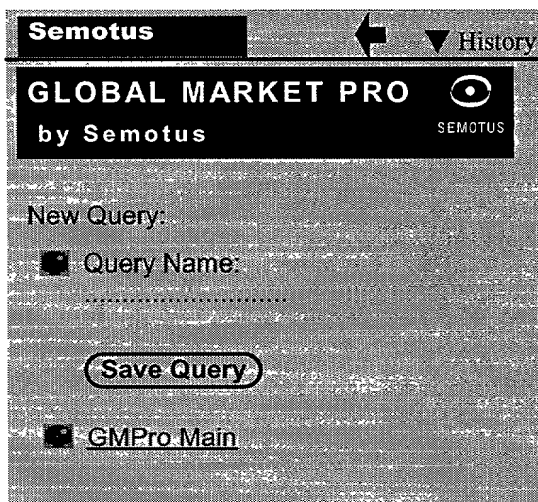 Semotus
History
GLOBAL MARKET PRO
by Semotus
SEMOTUS
New Query:
Query Name:
Save Query
GMPro Main